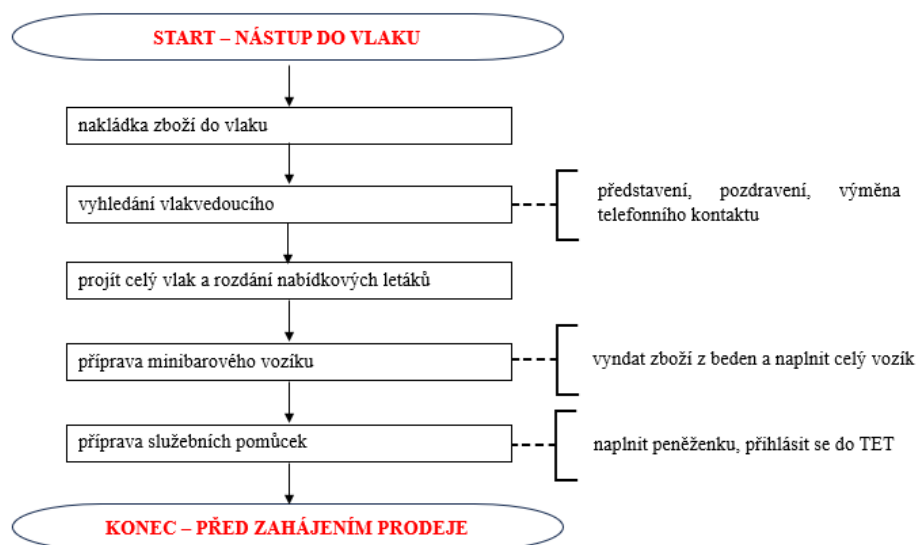 START – NÁSTUP DO VLAKU
nakládka zboží do vlaku
vyhledání vlakvedoucího
představení, pozdravení, výměna
telefonního kontaktu
projít celý vlak a rozdání nabídkových letáků
příprava minibarového vozíku
vyndat zboží z beden a naplnit celý vozík
příprava služebních pomůcek
naplnit peněženku, přihlásit se do TET
KONEC – PŘED ZAHÁJENÍM PRODEJE